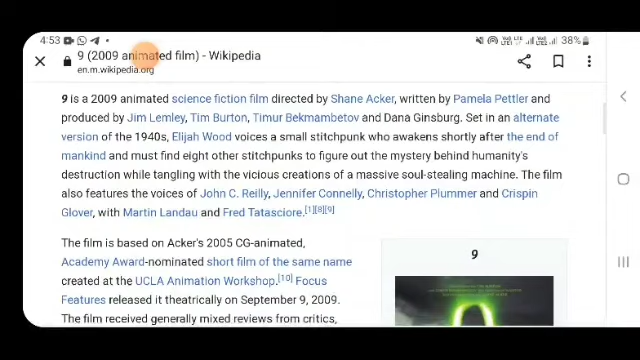 4:53 38%
9 (2009 animated film) - Wikipedia
en.m.wikipedia.org
9 is a 2009 animated science fiction film directed by Shane Acker, written by Pamela Pettler and
produced by Jim Lemley, Tim Burton, Timur Bekmambetov and Dana Ginsburg. Set in an alternate
version of the 1940s, Elijah Wood voices a small stitchpunk who awakens shortly after the end of
mankind and must find eight other stitchpunks to figure out the mystery behind humanity's
destruction while tangling with the vicious creations of a massive soul-stealing machine. The film
also features the voices of John C. Reilly, Jennifer Connelly, Christopher Plummer and Crispin
Glover, with Martin Landau and Fred Tatasciore.[1][8][9]
The film is based on Acker's 2005 CG-animated,
Academy Award-nominated short film of the same name
created at the UCLA Animation Workshop.[10] Focus
Features released it theatrically on September 9, 2009.
The film received generally mixed reviews from critics,
9